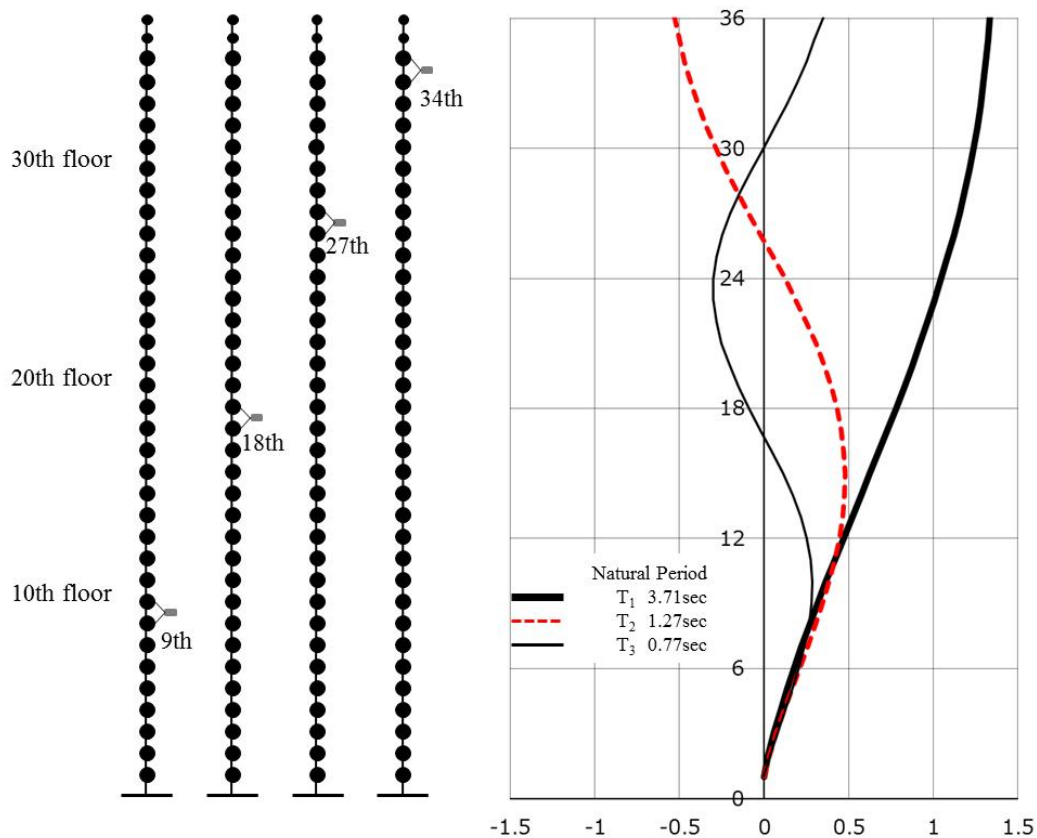 34th
30th floor
27th
20th floor
18th
10th floor
9th
36
30
24
18
12
6
0
Natural Period
T₁ 3.71sec
T₂ 1.27sec
T₃ 0.77sec
-1.5 -1 -0.5 0 0.5 1 1.5